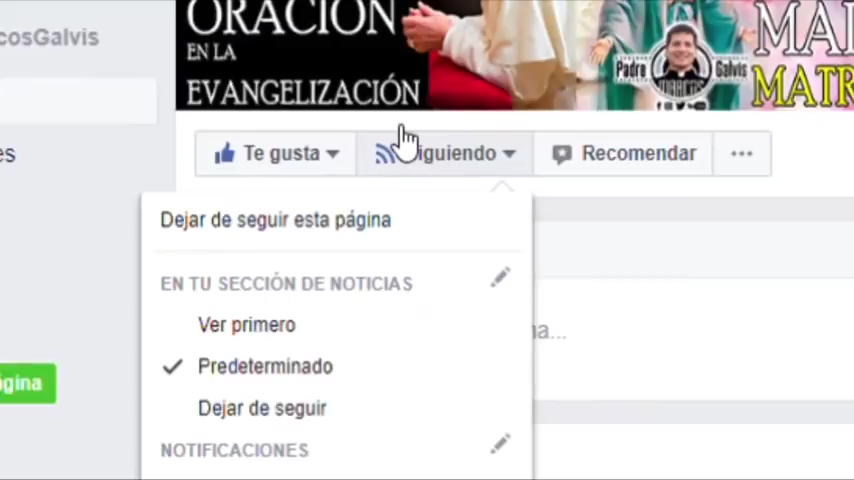 ORACIÓN
EN LA
EVANGELIZACIÓN
Padre Galvis
MATR
cosGalvis
es
Te gusta
iguiendo
Recomendar
...
Dejar de seguir esta página
EN TU SECCIÓN DE NOTICIAS
Ver primero
Predeterminado
Dejar de seguir
NOTIFICACIONES
na...
ágina